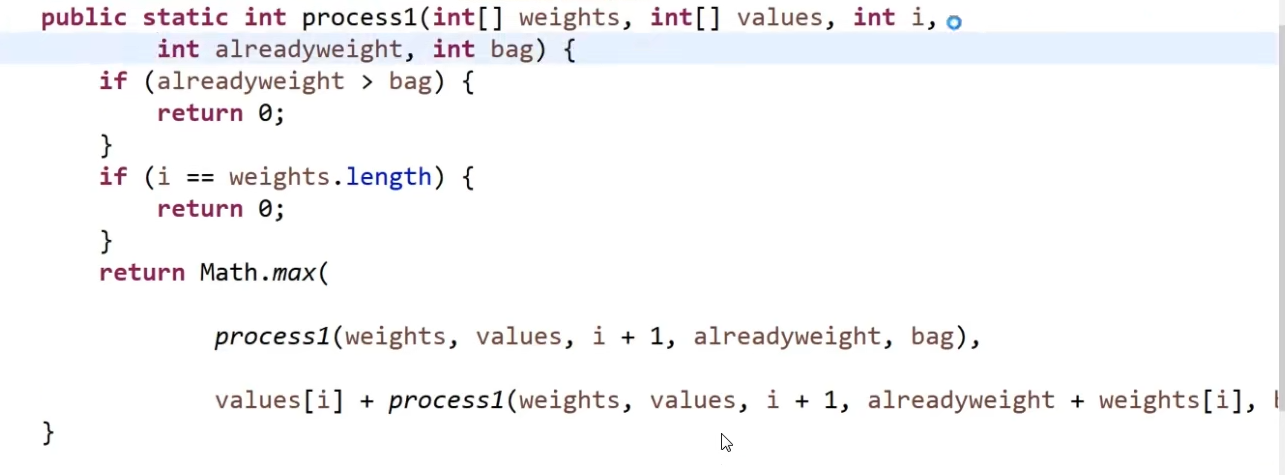 public static int process1(int[] weights, int[] values, int i,
int alreadyweight, int bag) {
if (alreadyweight > bag) {
return 0;
}
if (i == weights.length) {
return 0;
}
return Math.max(
process1(weights, values, i + 1, alreadyweight, bag),
values[i] + process1(weights, values, i + 1, alreadyweight + weights[i],
}